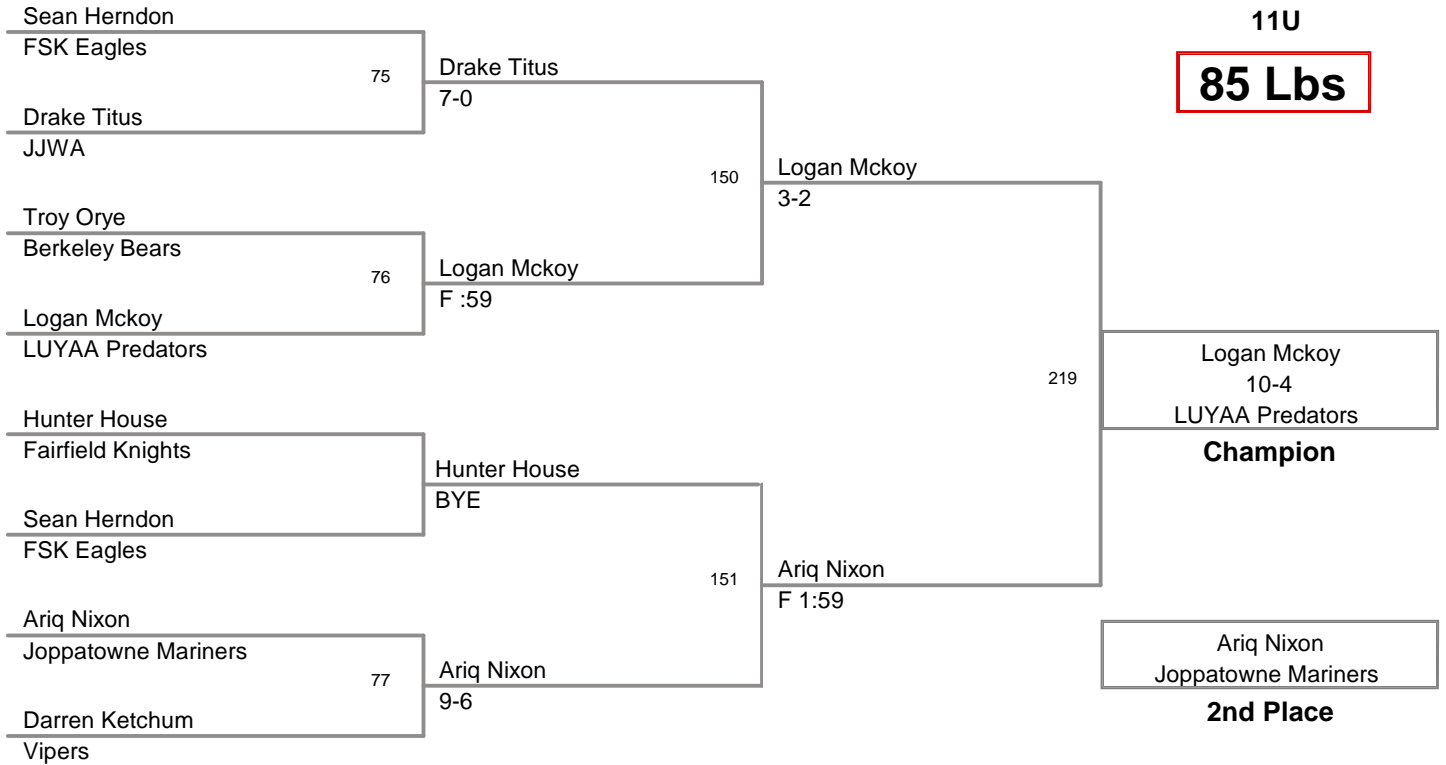 Sean Herndon
FSK Eagles
75
Drake Titus
7-0
Drake Titus
JJWA
150
Logan Mckoy
3-2
Troy Orye
Berkeley Bears
76
Logan Mckoy
F :59
Logan Mckoy
LUYAA Predators
219
Hunter House
Fairfield Knights
Hunter House
BYE
Sean Herndon
FSK Eagles
151
Ariq Nixon
F 1:59
Ariq Nixon
Joppatowne Mariners
77
Ariq Nixon
9-6
Darren Ketchum
Vipers
11U
85 Lbs
Logan Mckoy
10-4
LUYAA Predators
Champion
Ariq Nixon
Joppatowne Mariners
2nd Place